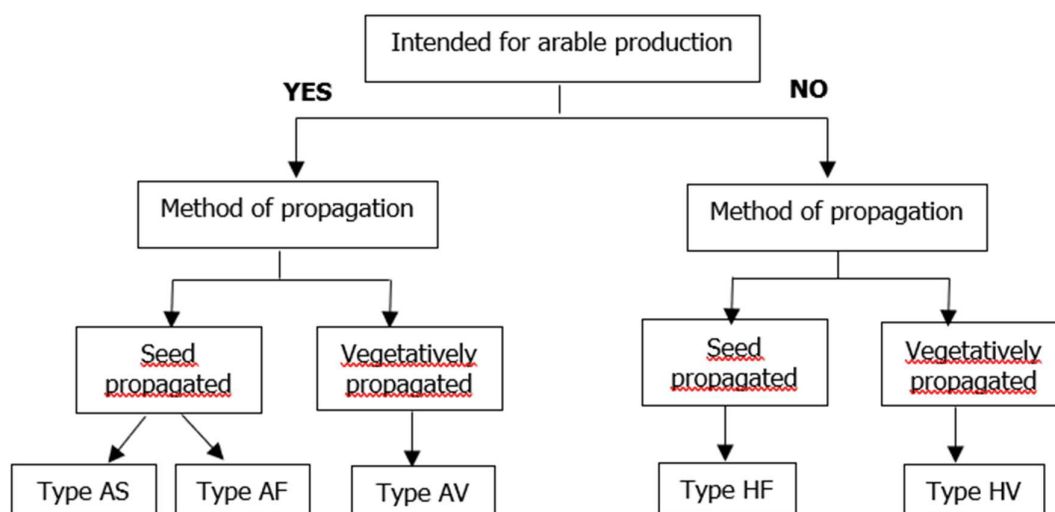 Intended for arable production
YES
NO
Method of propagation
Method of propagation
Seed
propagated
Vegetatively
propagated
Seed
propagated
Vegetatively
propagated
Type AS
Type AF
Type AV
Type HF
Type HV